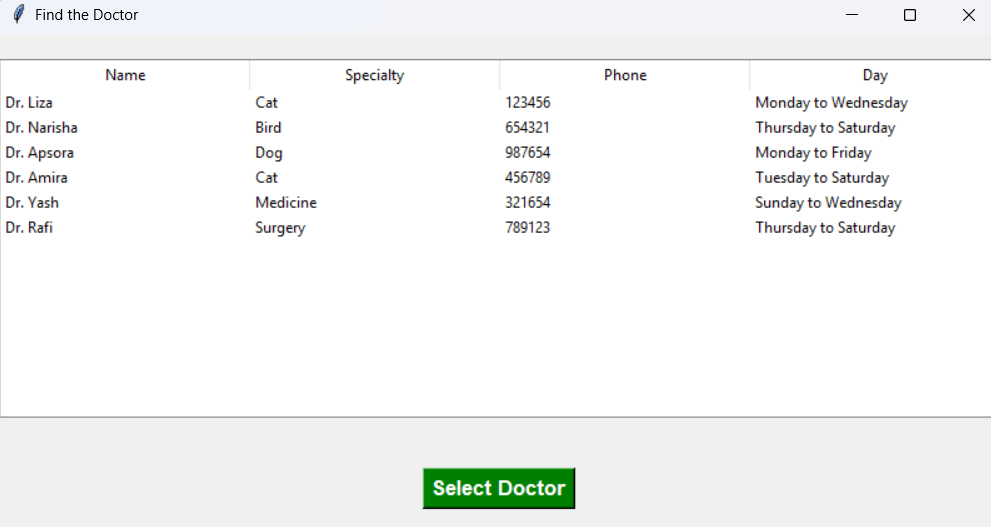 Find the Doctor
Name Specialty Phone Day
Dr. Liza Cat 123456 Monday to Wednesday
Dr. Narisha Bird 654321 Thursday to Saturday
Dr. Apsora Dog 987654 Monday to Friday
Dr. Amira Cat 456789 Tuesday to Saturday
Dr. Yash Medicine 321654 Sunday to Wednesday
Dr. Rafi Surgery 789123 Thursday to Saturday
Select Doctor